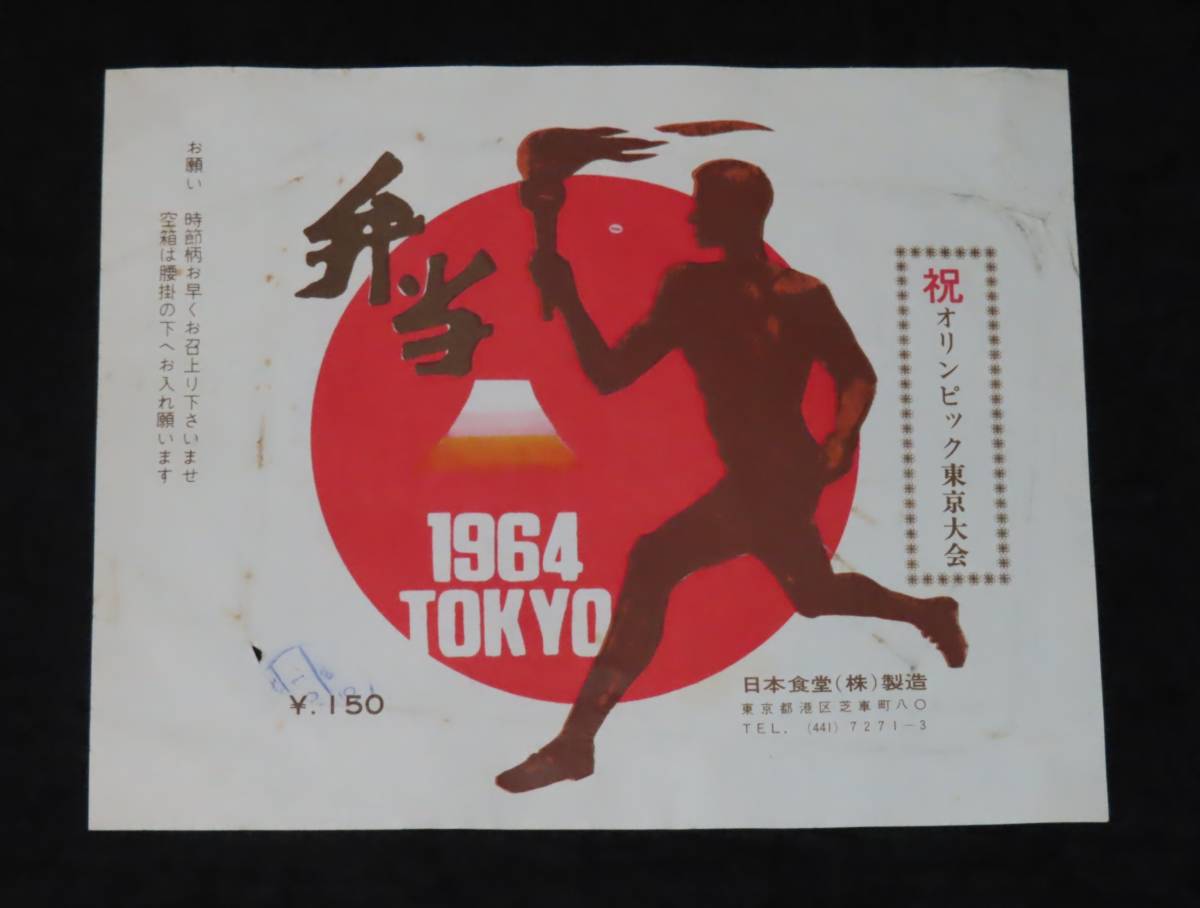 祝オリンピック東京大会
弁当
1964
TOKYO
お願い 時節柄お早くお召上り下さいませ
空箱は腰掛の下へお入れ願います
¥.150
日本食堂(株)製造
東京都港区芝車町八〇
TEL. (441) 7271-3